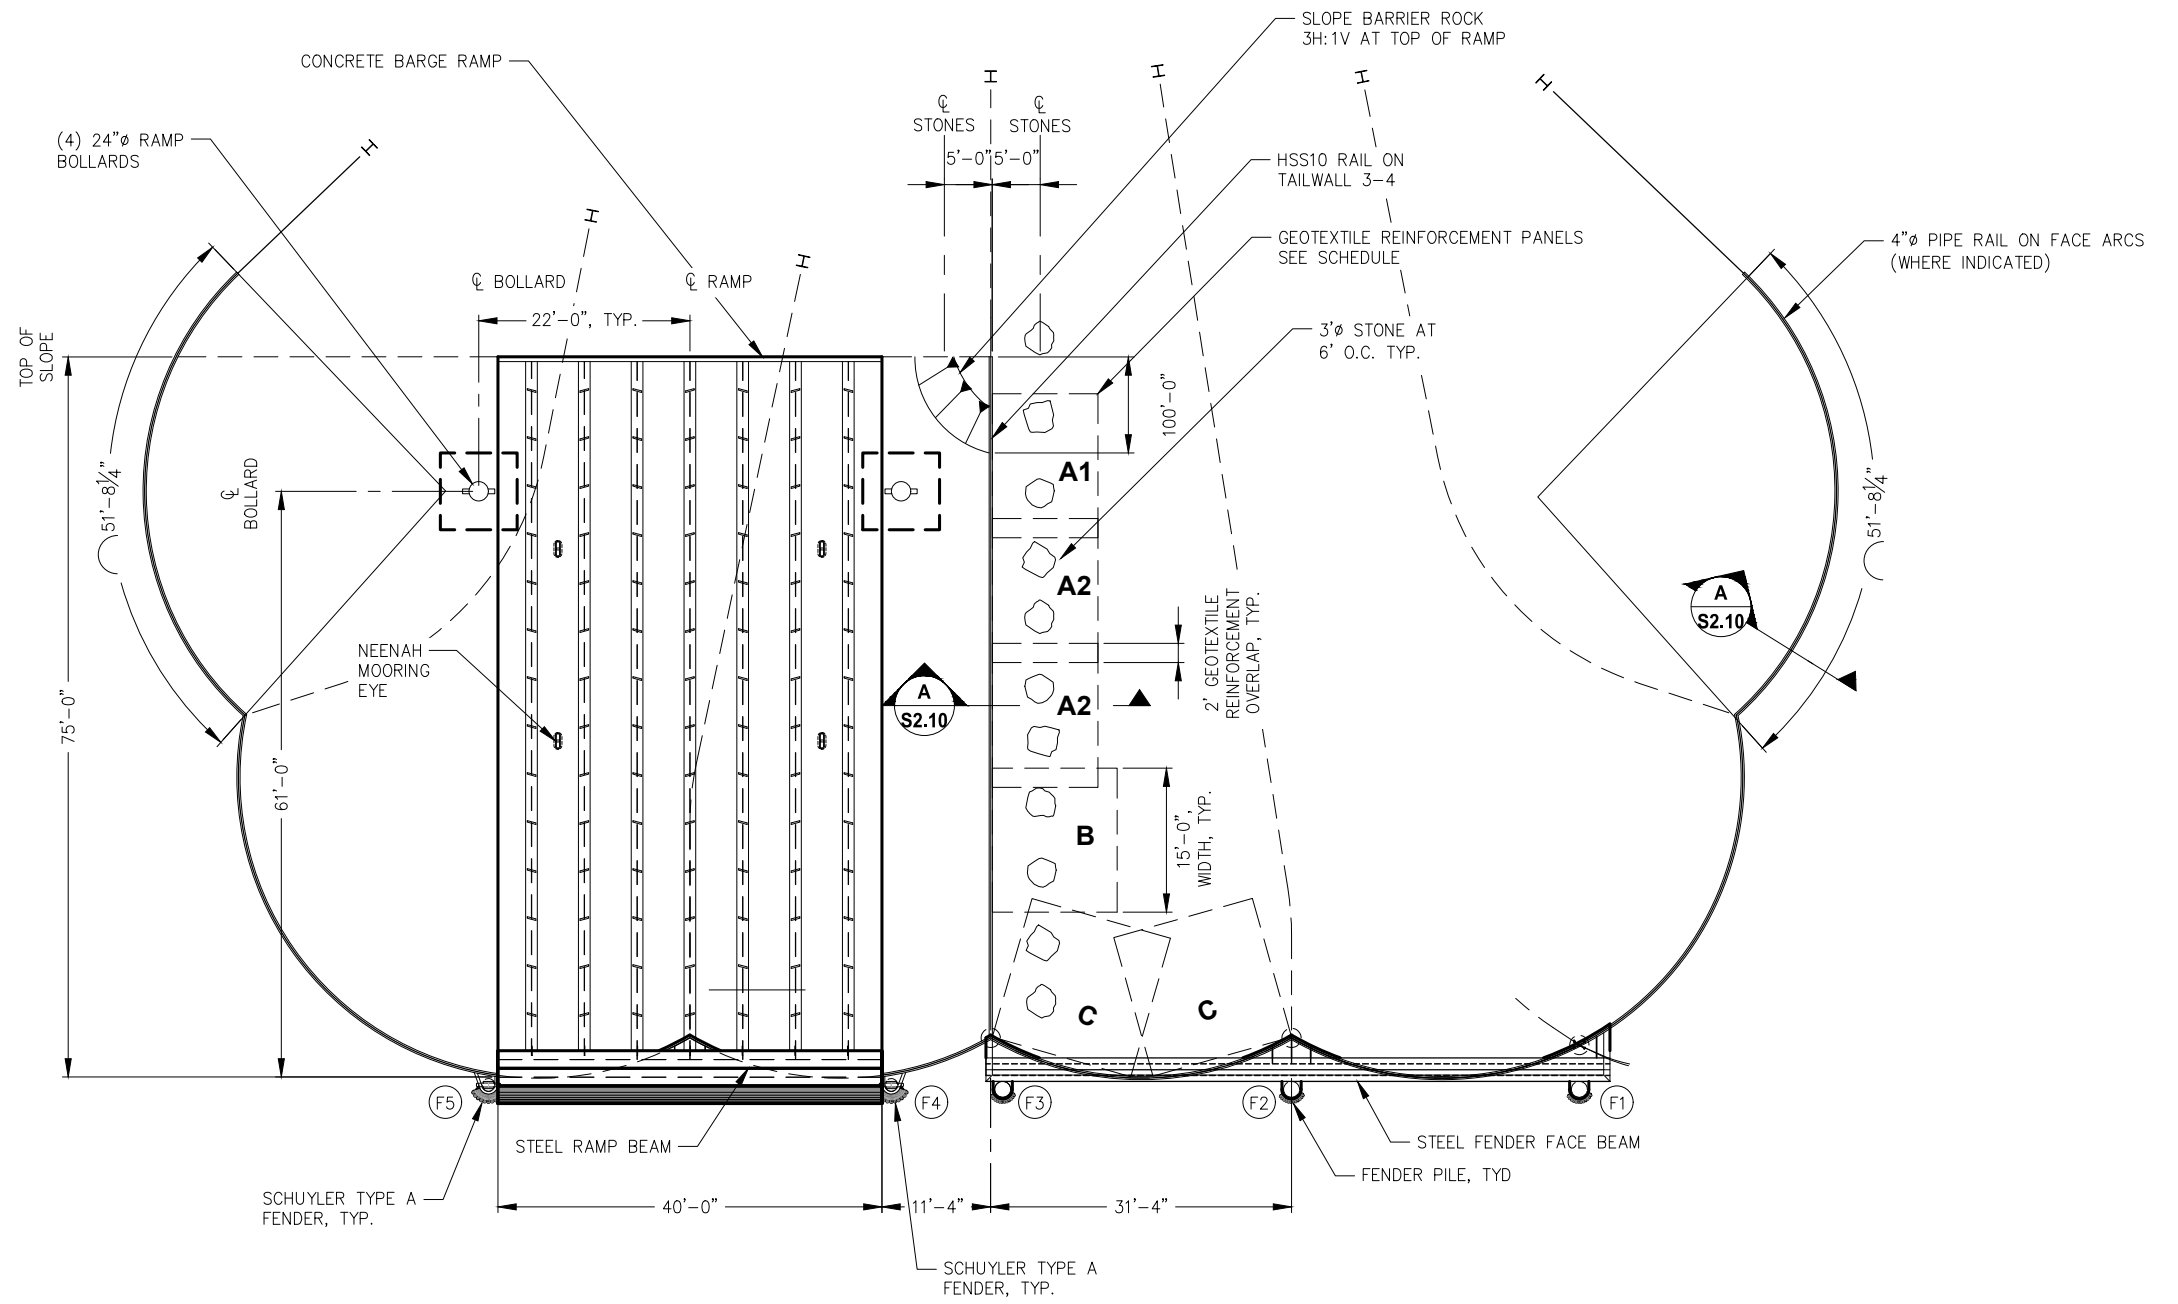 SLOPE BARRIER ROCK
3H:1V AT TOP OF RAMP
CONCRETE BARGE RAMP
H
H
H
H
℄
STONES
℄
STONES
(4) 24"ø RAMP
BOLLARDS
H
5'-0"
5'-0"
HSS10 RAIL ON
TAILWALL 3-4
H
H
GEOTEXTILE REINFORCEMENT PANELS
SEE SCHEDULE
4"ø PIPE RAIL ON FACE ARCS
(WHERE INDICATED)
℄ BOLLARD
℄ RAMP
22'-0", TYP.
3'ø STONE AT
6' O.C. TYP.
TOP OF
SLOPE
100'-0"
A1
51'-8¼"
℄
BOLLARD
51'-8¼"
A2
A
S2.10
2' GEOTEXTILE
REINFORCEMENT
OVERLAP, TYP.
NEENAH
MOORING
EYE
A
S2.10
A2
75'-0"
61'-0"
B
15'-0",
WIDTH, TYP.
C
C
F5
F4
F3
F2
F1
STEEL RAMP BEAM
STEEL FENDER FACE BEAM
FENDER PILE, TYD
SCHUYLER TYPE A
FENDER, TYP.
40'-0"
11'-4"
31'-4"
SCHUYLER TYPE A
FENDER, TYP.